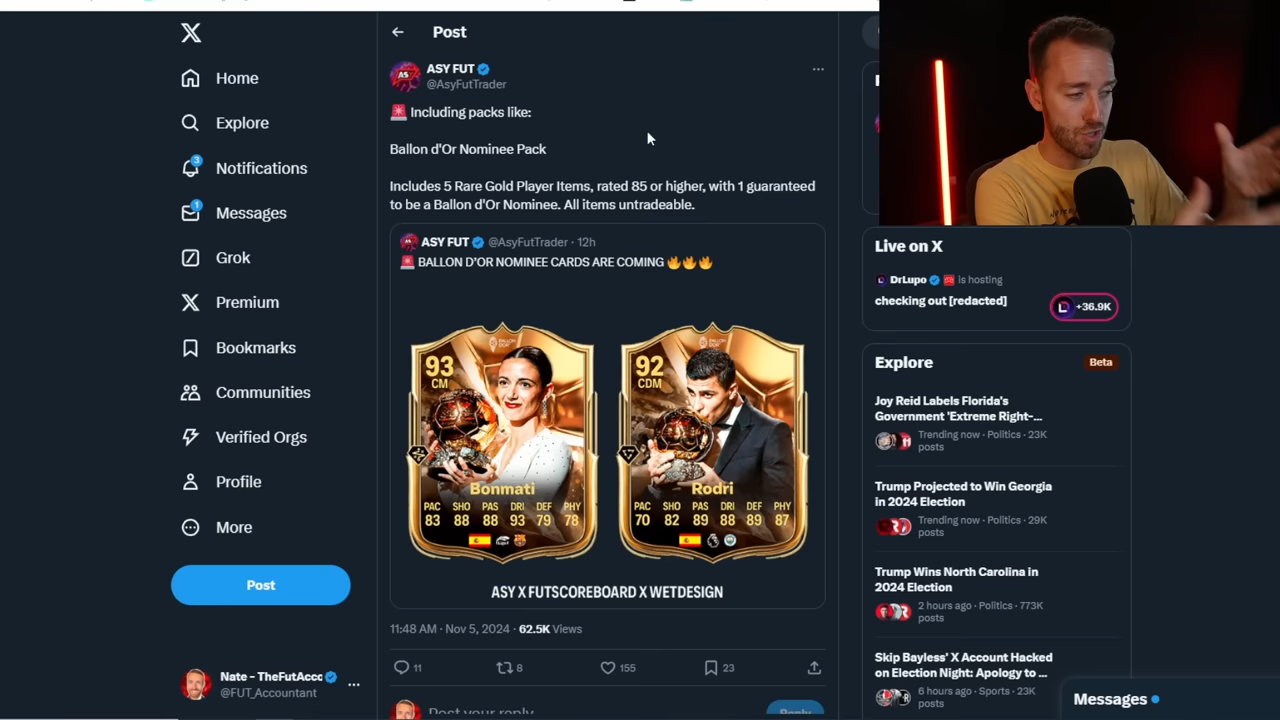 Home
Explore
3
Notifications
1
Messages
Grok
Premium
Bookmarks
Communities
Verified Orgs
Profile
More
Post
Nate - TheFutAcc
@FUT_Accountant
Post
ASY FUT
@AsyFutTrader
🚨 Including packs like:
Ballon d'Or Nominee Pack
Includes 5 Rare Gold Player Items, rated 85 or higher, with 1 guaranteed
to be a Ballon d'Or Nominee. All items untradeable.
ASY FUT @AsyFutTrader · 12h
🚨 BALLON D'OR NOMINEE CARDS ARE COMING 🔥🔥🔥
93
CM
Bonmatí
PAC SHO PAS DRI DEF PHY
83 88 88 93 79 78
92
CDM
Rodri
PAC SHO PAS DRI DEF PHY
70 82 89 88 89 87
ASY X FUTSCOREBOARD X WETDESIGN
11:48 AM · Nov 5, 2024 · 62.5K Views
11 8 155 23
Post your reply
Reply
Live on X
DrLupo is hosting
checking out [redacted]
+36.9K
Explore
Beta
Joy Reid Labels Florida's
Government 'Extreme Right-...
Trending now · Politics · 23K
posts
Trump Projected to Win Georgia
in 2024 Election
Trending now · Politics · 29K
posts
Trump Wins North Carolina in
2024 Election
2 hours ago · Politics · 773K
posts
Skip Bayless' X Account Hacked
on Election Night: Apology to ...
6 hours ago · Sports · 23K
posts
Messages